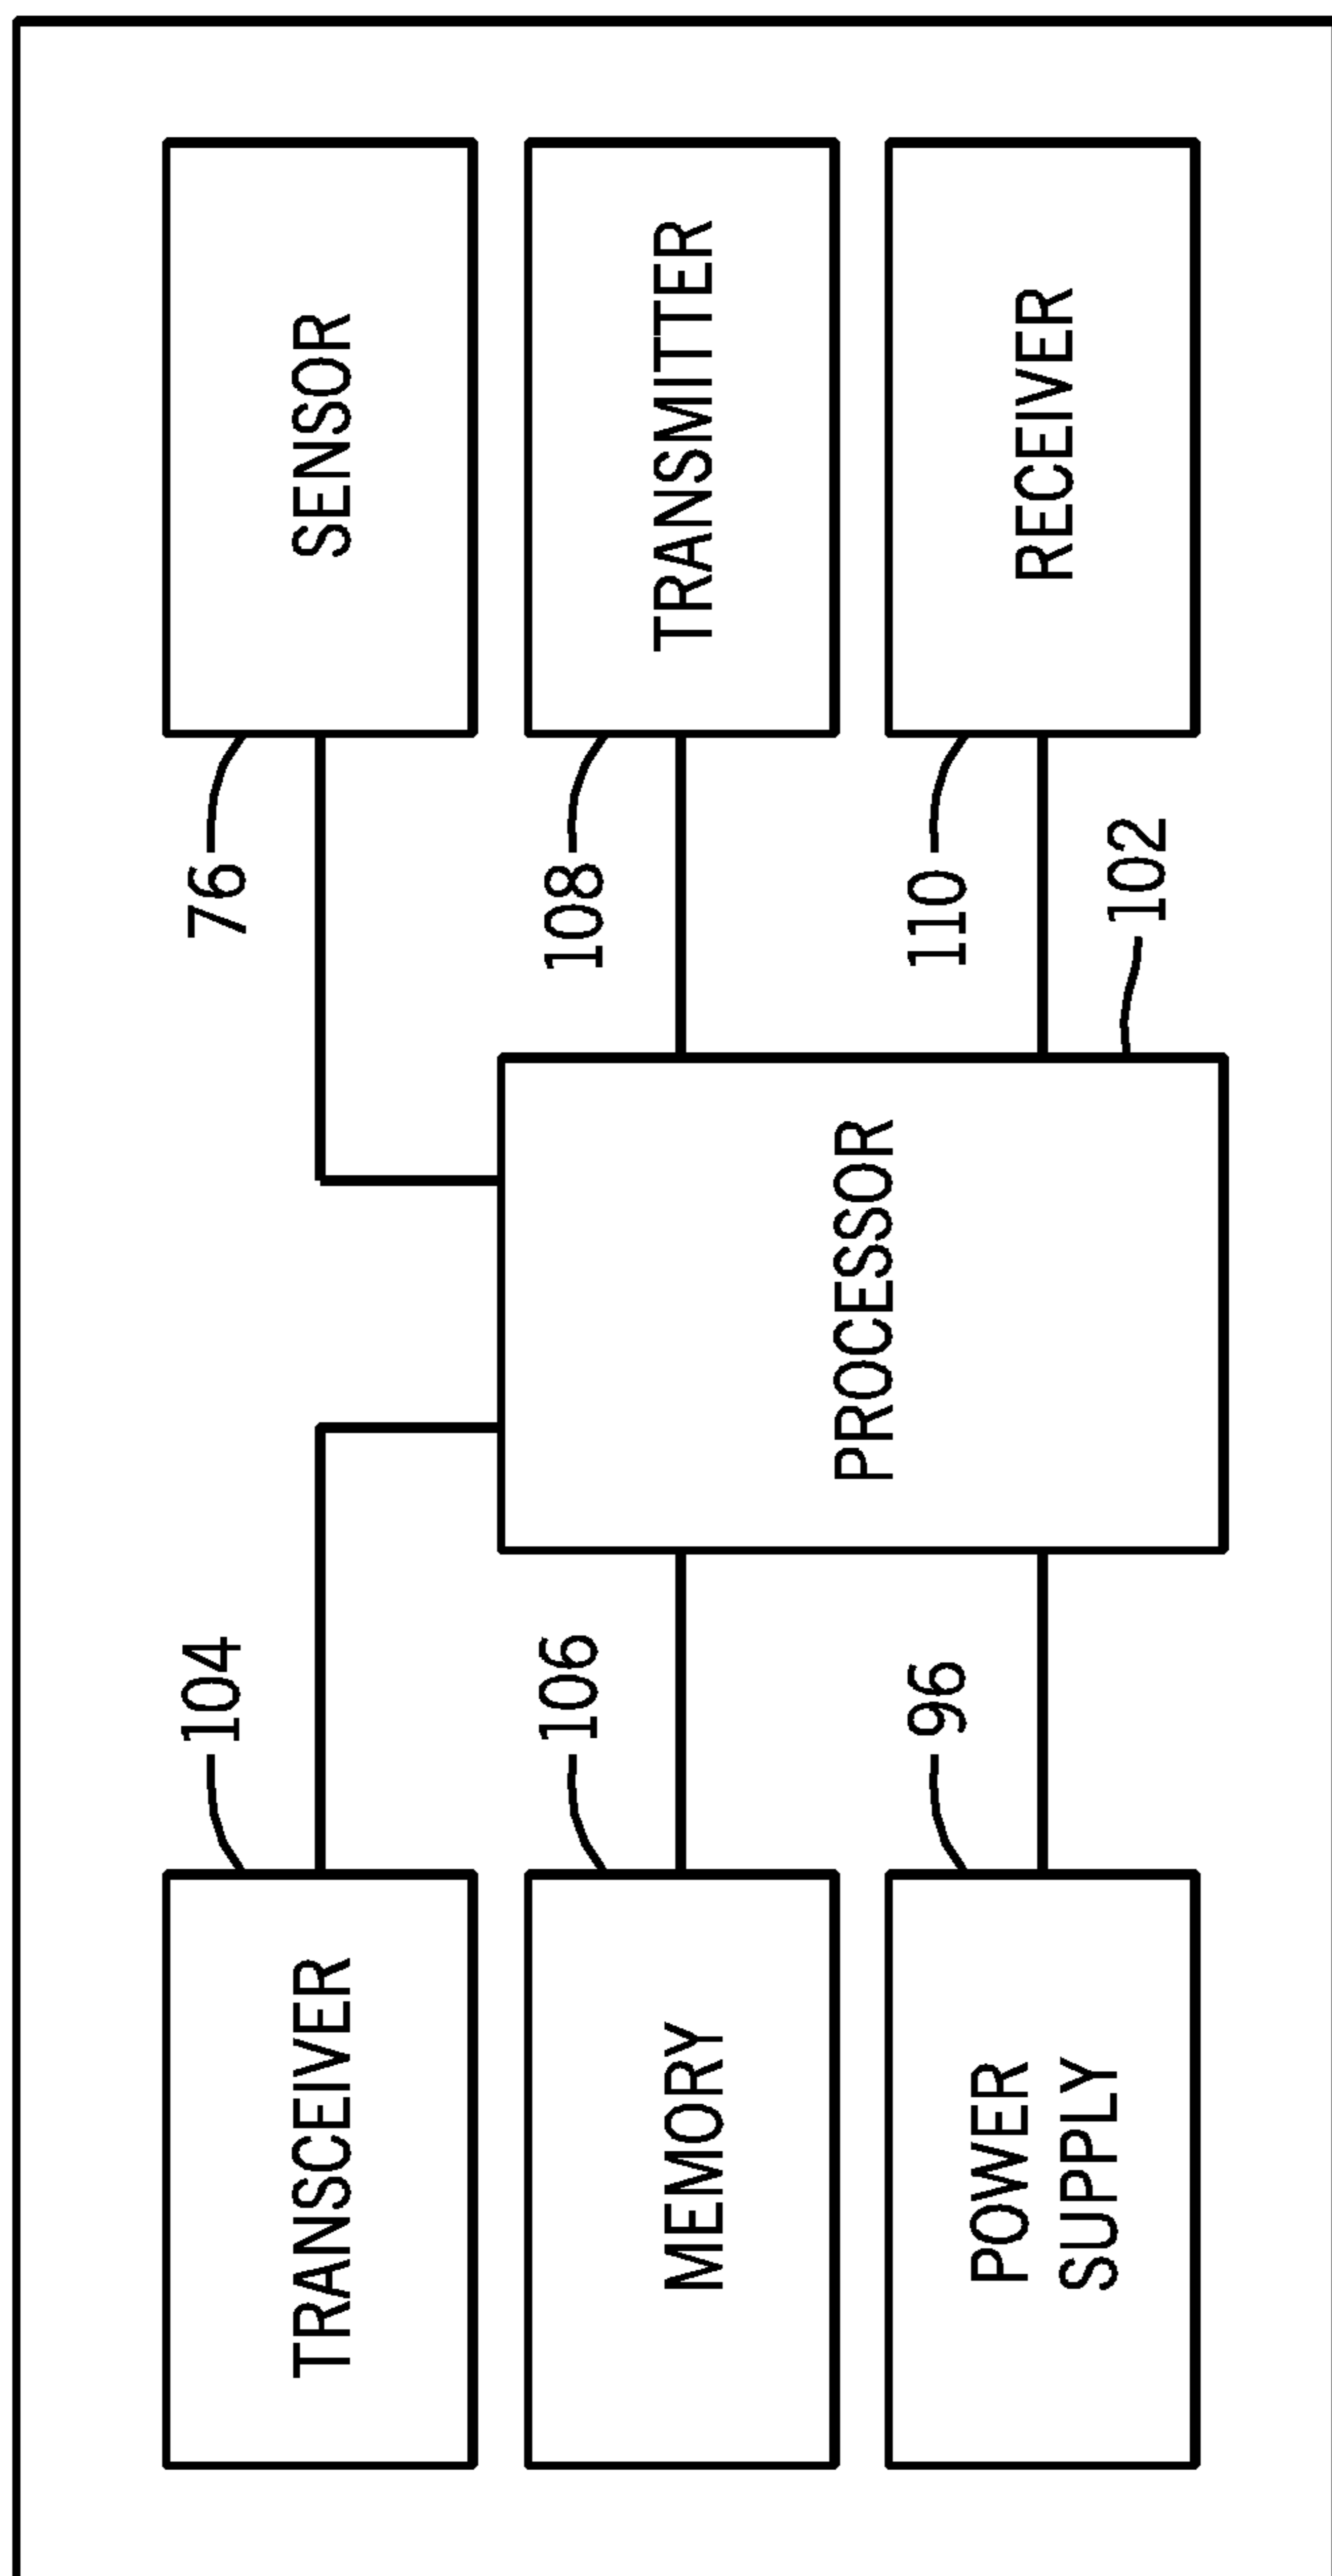 TRANSCEIVER
104
76
SENSOR
MEMORY
106
108
TRANSMITTER
PROCESSOR
POWER
SUPPLY
96
110
RECEIVER
102